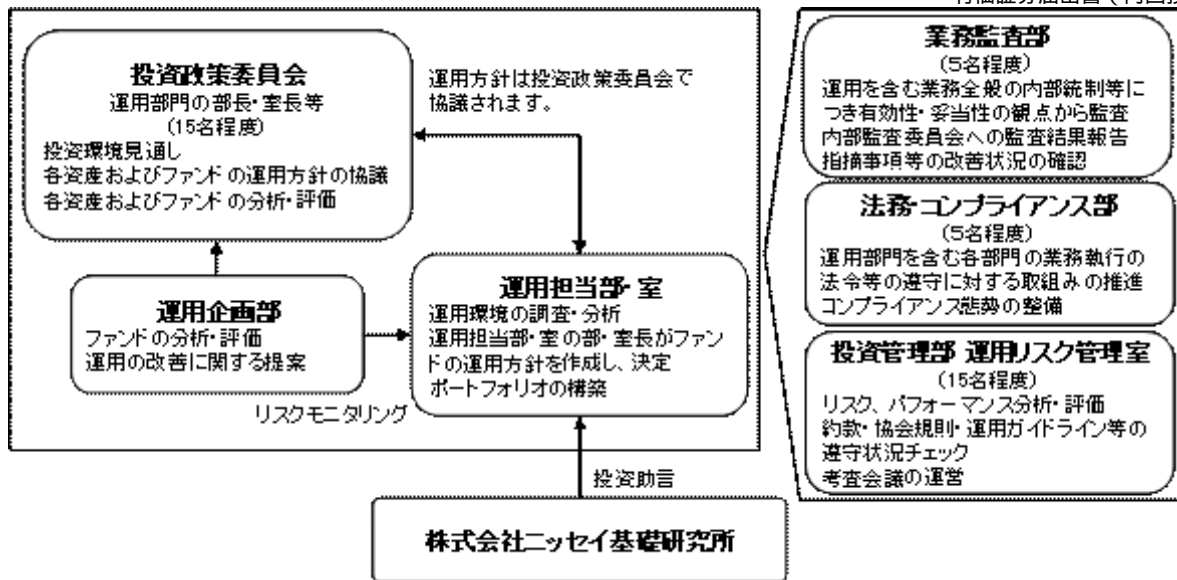 投資政策委員会
運用部門の部長・室長等
(15名程度)
投資環境見通し
各資産およびファンドの運用方針の協議
各資産およびファンドの分析・評価
運用方針は投資政策委員会で
協議されます。
運用企画部
ファンドの分析・評価
運用の改善に関する提案
リスクモニタリング
運用担当部・室
運用環境の調査・分析
運用担当部・室の部・室長がファン
ドの運用方針を作成し、決定
ポートフォリオの構築
投資助言
株式会社ニッセイ基礎研究所
業務監査部
(5名程度)
運用を含む業務全般の内部統制等に
つき有効性・妥当性の観点から監査
内部監査委員会への監査結果報告
指摘事項等の改善状況の確認
法務・コンプライアンス部
(5名程度)
運用部門を含む各部門の業務執行の
法令等の遵守に対する取組みの推進
コンプライアンス態勢の整備
投資管理部 運用リスク管理室
(15名程度)
リスク、パフォーマンス分析・評価
約款・協会規則・運用ガイドライン等の
遵守状況チェック
考査会議の運営